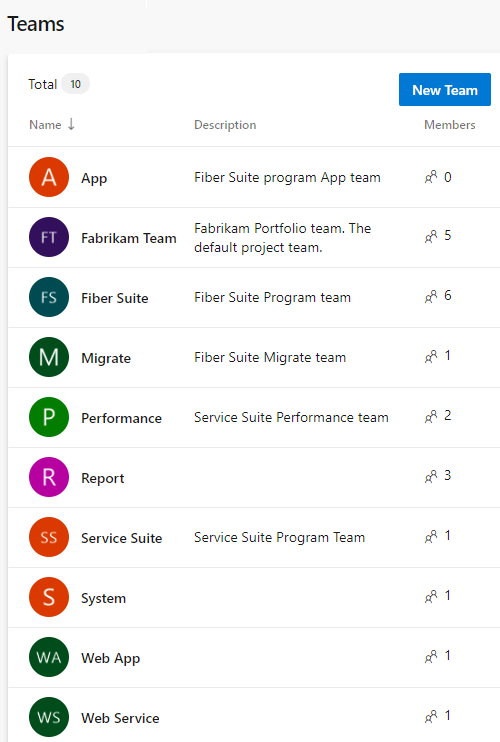 Teams
Total 10
New Team
Name ↓ Description Members
A App Fiber Suite program App team 0
FT Fabrikam Team Fabrikam Portfolio team. The
default project team. 5
FS Fiber Suite Fiber Suite Program team 6
M Migrate Fiber Suite Migrate team 1
P Performance Service Suite Performance team 2
R Report 3
SS Service Suite Service Suite Program Team 1
S System 1
WA Web App 1
WS Web Service 1